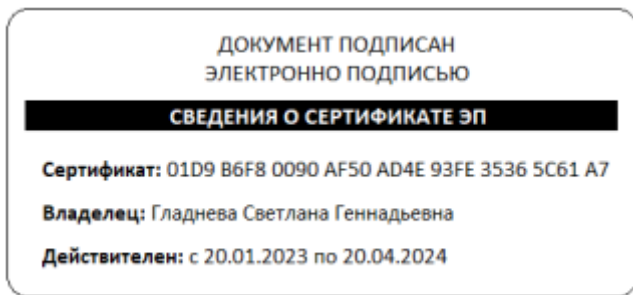 ДОКУМЕНТ ПОДПИСАН
ЭЛЕКТРОННО ПОДПИСЬЮ
СВЕДЕНИЯ О СЕРТИФИКАТЕ ЭП
Сертификат: 01D9 B6F8 0090 AF50 AD4E 93FE 3536 5C61 A7
Владелец: Гладнева Светлана Геннадьевна
Действителен: с 20.01.2023 по 20.04.2024